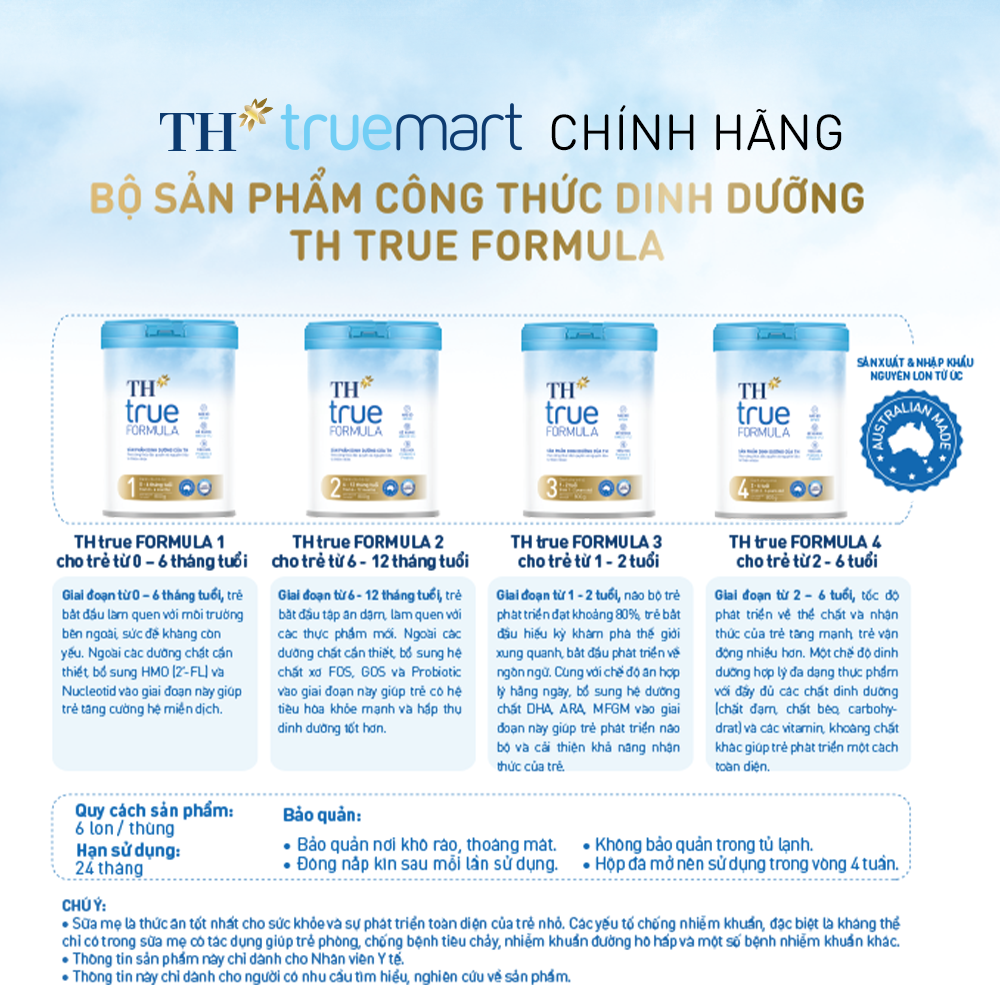 TH truemart CHÍNH HÃNG
BỘ SẢN PHẨM CÔNG THỨC DINH DƯỠNG
TH TRUE FORMULA
SẢN XUẤT & NHẬP KHẨU
NGUYÊN LON TỪ ÚC
AUSTRALIAN MADE
TH
true
FORMULA
1
TH
true
FORMULA
2
TH
true
FORMULA
3
TH
true
FORMULA
4
TH true FORMULA 1
cho trẻ từ 0 – 6 tháng tuổi
TH true FORMULA 2
cho trẻ từ 6 - 12 tháng tuổi
TH true FORMULA 3
cho trẻ từ 1 - 2 tuổi
TH true FORMULA 4
cho trẻ từ 2 - 6 tuổi
Giai đoạn từ 0 – 6 tháng tuổi, trẻ
bắt đầu làm quen với môi trường
bên ngoài, sức đề kháng còn
yếu. Ngoài các dưỡng chất cần
thiết, bổ sung HMO (2'-FL) và
Nucleotid vào giai đoạn này giúp
trẻ tăng cường hệ miễn dịch.
Giai đoạn từ 6 - 12 tháng tuổi, trẻ
bắt đầu tập ăn dặm, làm quen với
các thực phẩm mới. Ngoài các
dưỡng chất cần thiết, bổ sung hệ
chất xơ FOS, GOS và Probiotic
vào giai đoạn này giúp trẻ có hệ
tiêu hóa khỏe mạnh và hấp thụ
dinh dưỡng tốt hơn.
Giai đoạn từ 1 - 2 tuổi, não bộ trẻ
phát triển đạt khoảng 80%, trẻ bắt
đầu hiếu kỳ khám phá thế giới
xung quanh, bắt đầu phát triển về
ngôn ngữ. Cùng với chế độ ăn hợp
lý hằng ngày, bổ sung hệ dưỡng
chất DHA, ARA, MFGM vào giai
đoạn này giúp trẻ phát triển não
bộ và cải thiện khả năng nhận
thức của trẻ.
Giai đoạn từ 2 – 6 tuổi, tốc độ
phát triển về thể chất và nhận
thức của trẻ tăng mạnh, trẻ vận
động nhiều hơn. Một chế độ dinh
dưỡng hợp lý đa dạng thực phẩm
với đầy đủ các chất dinh dưỡng
(chất đạm, chất béo, carbohy-
drat) và các vitamin, khoáng chất
khác giúp trẻ phát triển một cách
toàn diện.
Quy cách sản phẩm:
6 lon / thùng
Hạn sử dụng:
24 tháng
Bảo quản:
• Bảo quản nơi khô ráo, thoáng mát.
• Đóng nắp kín sau mỗi lần sử dụng.
• Không bảo quản trong tủ lạnh.
• Hộp đã mở nên sử dụng trong vòng 4 tuần.
CHÚ Ý:
• Sữa mẹ là thức ăn tốt nhất cho sức khỏe và sự phát triển toàn diện của trẻ nhỏ. Các yếu tố chống nhiễm khuẩn, đặc biệt là kháng thể
chỉ có trong sữa mẹ có tác dụng giúp trẻ phòng, chống bệnh tiêu chảy, nhiễm khuẩn đường hô hấp và một số bệnh nhiễm khuẩn khác.
• Thông tin sản phẩm này chỉ dành cho Nhân viên Y tế.
• Thông tin này chỉ dành cho người có nhu cầu tìm hiểu, nghiên cứu về sản phẩm.